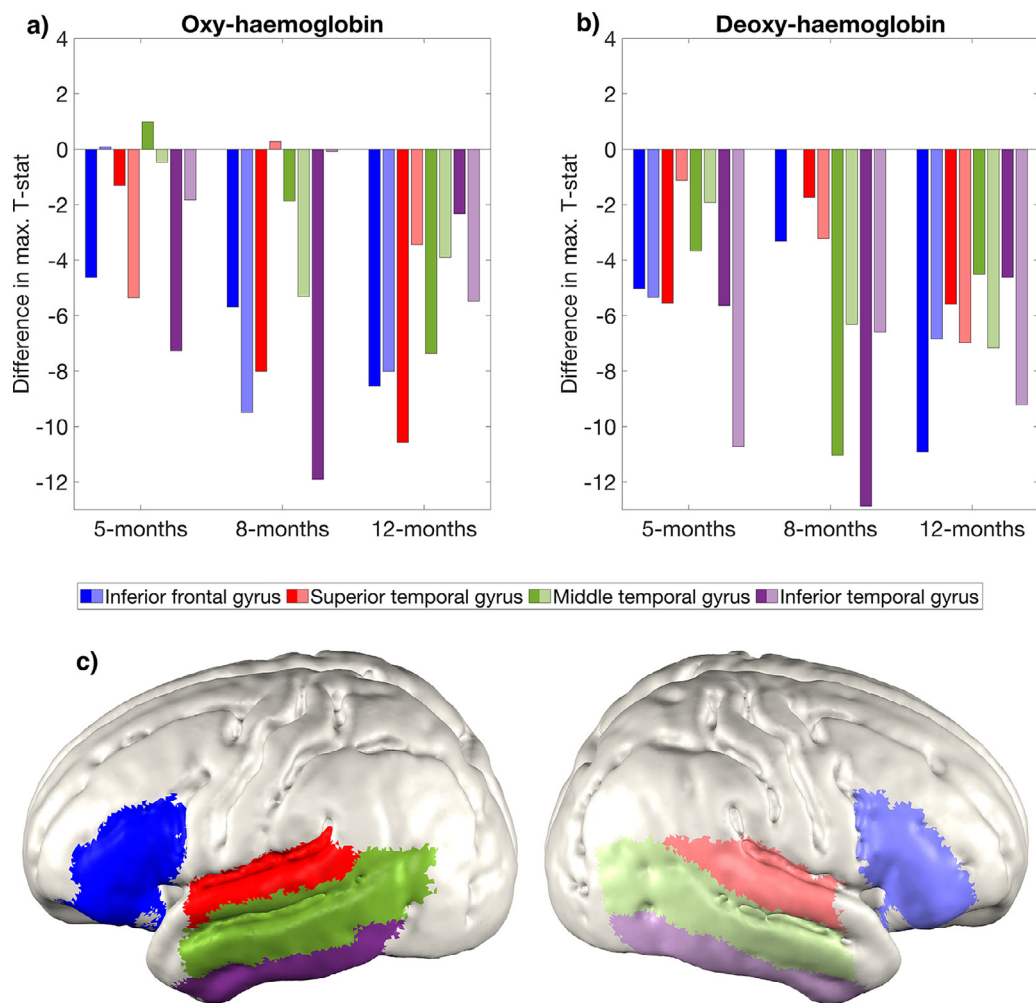 a) Oxy-haemoglobin
4
2
0
-2
-4
-6
-8
-10
-12
Difference in max. T-stat
5-months 8-months 12-months
b) Deoxy-haemoglobin
4
2
0
-2
-4
-6
-8
-10
-12
Difference in max. T-stat
5-months 8-months 12-months
Inferior frontal gyrus Superior temporal gyrus Middle temporal gyrus Inferior temporal gyrus
c)